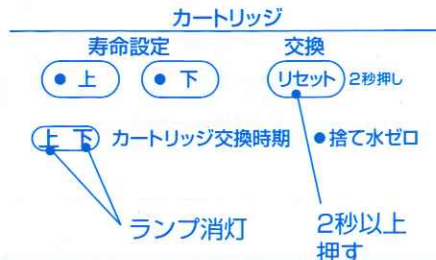 カートリッジ
寿命設定 交換
● 上 ● 下 リセット 2秒押し
上 下 カートリッジ交換時期 ●捨て水ゼロ
ランプ消灯 2秒以上
押す